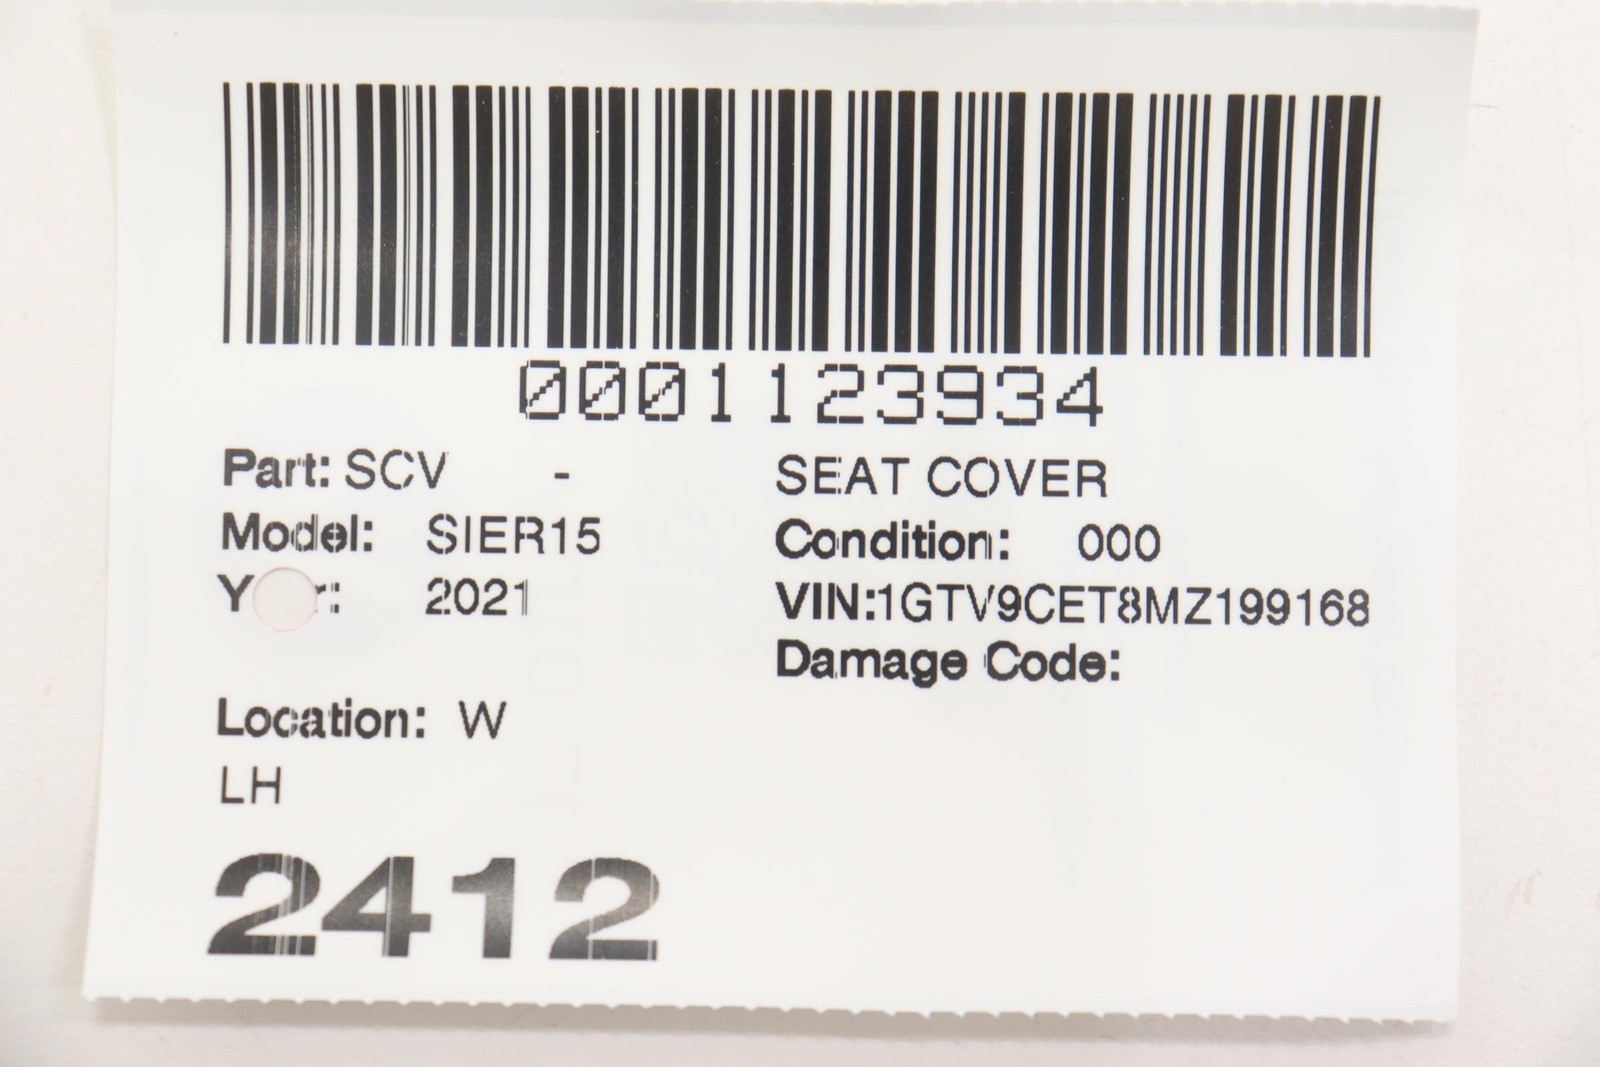 0001123934
Part: SCV - SEAT COVER
Model: SIER15 Condition: 000
2021 VIN:1GTV9CET8MZ199168
Damage Code:
Location: W
LH
2412